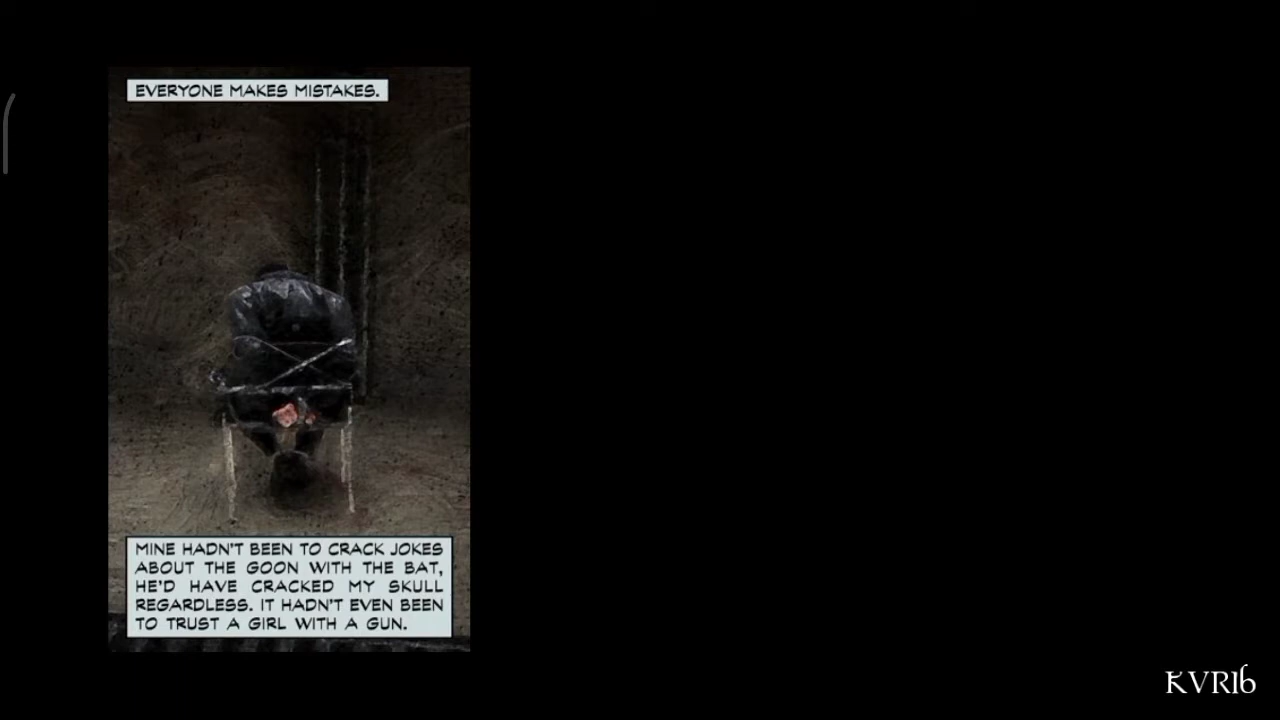 EVERYONE MAKES MISTAKES.
MINE HADN'T BEEN TO CRACK JOKES
ABOUT THE GOON WITH THE BAT,
HE'D HAVE CRACKED MY SKULL
REGARDLESS. IT HADN'T EVEN BEEN
TO TRUST A GIRL WITH A GUN.
KVR16